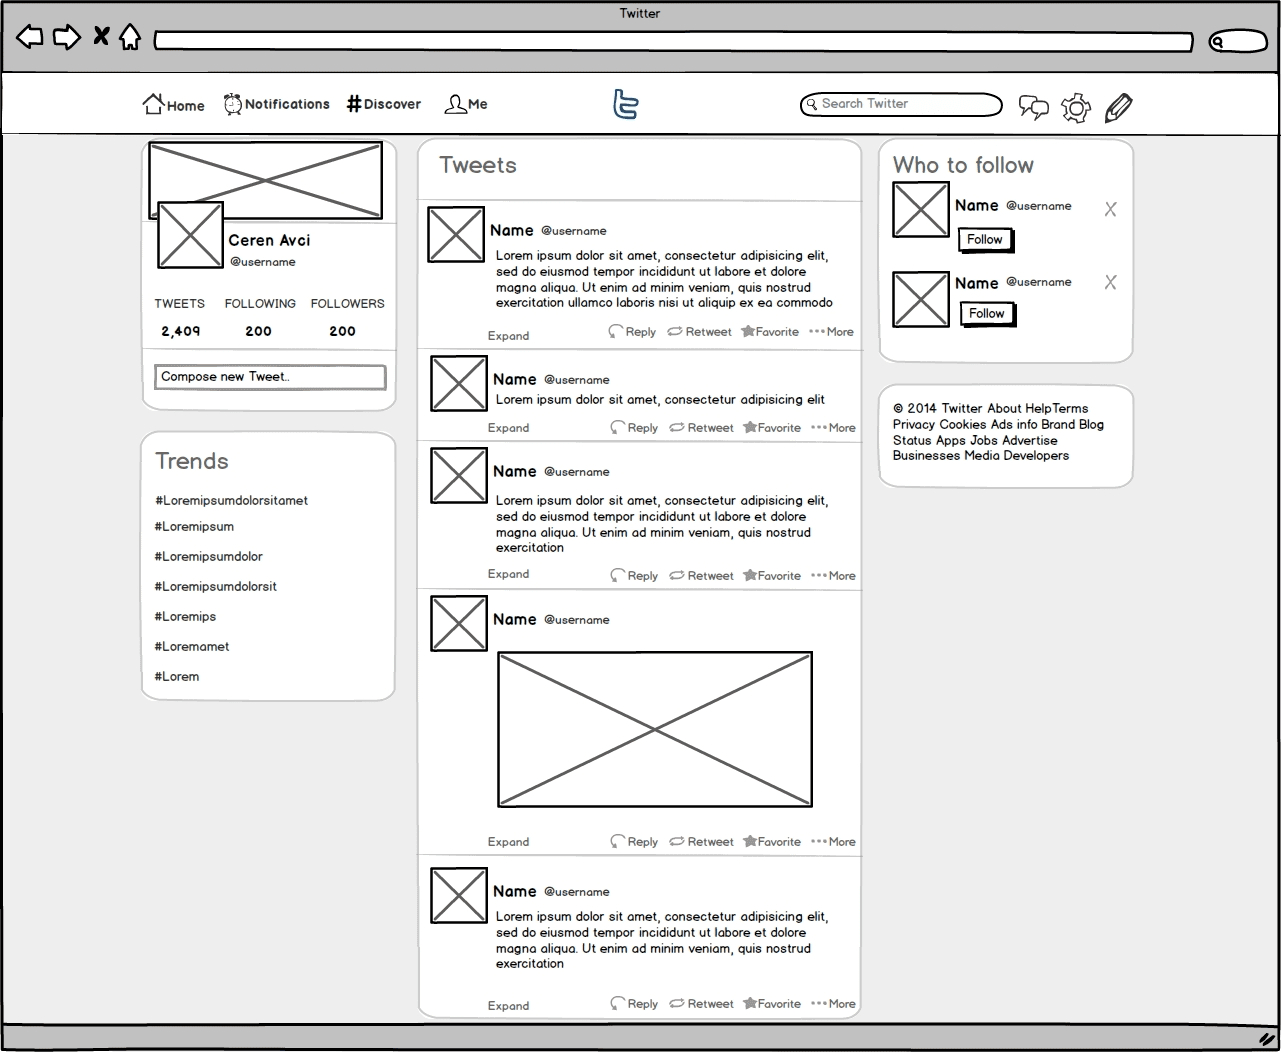 Twitter
Home Notifications #Discover Me Search Twitter
Ceren Avci
@username
TWEETS FOLLOWING FOLLOWERS
2,409 200 200
Compose new Tweet..
Trends
#Loremipsumdolorsitamet
#Loremipsum
#Loremipsumdolor
#Loremipsumdolorsit
#Loremips
#Loremamet
#Lorem
Tweets
Name @username
Lorem ipsum dolor sit amet, consectetur adipisicing elit,
sed do eiusmod tempor incididunt ut labore et dolore
magna aliqua. Ut enim ad minim veniam, quis nostrud
exercitation ullamco laboris nisi ut aliquip ex ea commodo
Expand Reply Retweet Favorite More
Name @username
Lorem ipsum dolor sit amet, consectetur adipisicing elit
Expand Reply Retweet Favorite More
Name @username
Lorem ipsum dolor sit amet, consectetur adipisicing elit,
sed do eiusmod tempor incididunt ut labore et dolore
magna aliqua. Ut enim ad minim veniam, quis nostrud
exercitation
Expand Reply Retweet Favorite More
Name @username
Expand Reply Retweet Favorite More
Name @username
Lorem ipsum dolor sit amet, consectetur adipisicing elit,
sed do eiusmod tempor incididunt ut labore et dolore
magna aliqua. Ut enim ad minim veniam, quis nostrud
exercitation
Expand Reply Retweet Favorite More
Who to follow
Name @username X
Follow
Name @username X
Follow
© 2014 Twitter About HelpTerms
Privacy Cookies Ads info Brand Blog
Status Apps Jobs Advertise
Businesses Media Developers